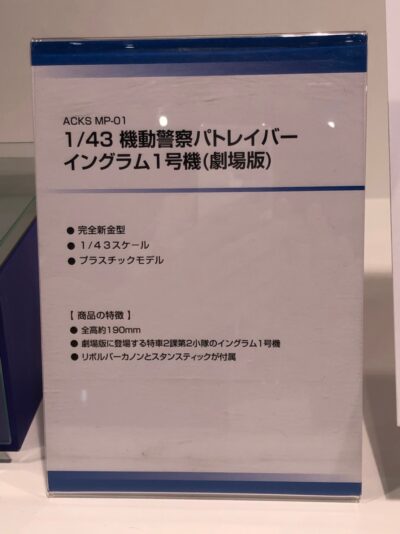 ACKS MP-01
1/43 機動警察パトレイバー
イングラム1号機(劇場版)
● 完全新金型
● 1/43スケール
● プラスチックモデル
【 商品の特徴 】
● 全高約190mm
● 劇場版に登場する特車2課第2小隊のイングラム1号機
● リボルバーカノンとスタンスティックが付属